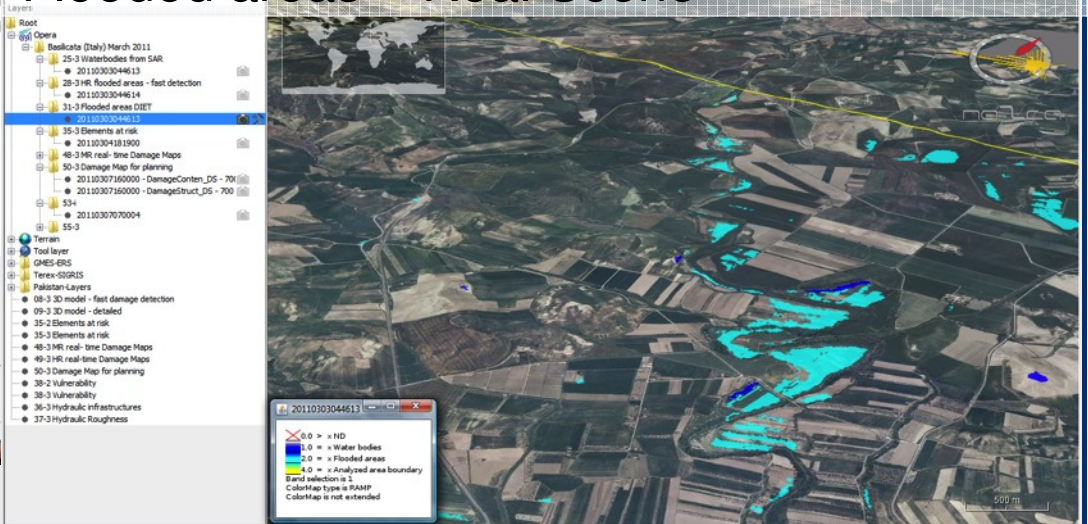 Flooded areas – Real Scene
Layers
Root
Opera
Basilicata (Italy) March 2011
25-3 Waterbodies from SAR
20110303044613
28-3 HR flooded areas - fast detection
20110303044614
31-3 Flooded areas DIET
20110303044613
35-3 Elements at risk
20110304181900
48-3 MR real- time Damage Maps
50-3 Damage Map for planning
20110307160000 - DamageConten_DS - 700
20110307160000 - DamageStruct_DS - 700
53-i
20110307070004
55-3
Terrain
Tool layer
GMES-ERS
Terex-SIGRIS
Pakistan-Layers
08-3 3D model - fast damage detection
09-3 3D model - detailed
35-2 Elements at risk
35-3 Elements at risk
48-3 MR real- time Damage Maps
49-3 HR real-time Damage Maps
50-3 Damage Map for planning
38-2 Vulnerability
38-3 Vulnerability
36-3 Hydraulic infrastructures
37-3 Hydraulic Roughness
20110303044613
0.0 > x ND
1.0 = x Water bodies
2.0 = x Flooded areas
4.0 = x Analyzed area boundary
Band selection is 1
ColorMap type is RAMP
ColorMap is not extended
500 m